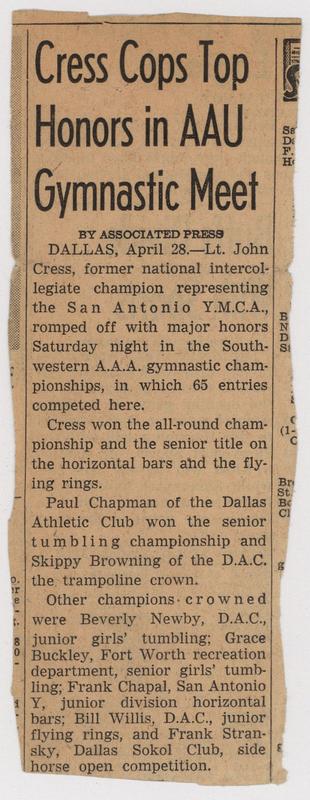 Cress Cops Top
Honors in AAU
Gymnastic Meet
BY ASSOCIATED PRESS
DALLAS, April 28.—Lt. John
Cress, former national intercol-
legiate champion representing
the San Antonio Y.M.C.A.,
romped off with major honors
Saturday night in the South-
western A.A.A. gymnastic cham-
pionships, in which 65 entries
competed here.
Cress won the all-round cham-
pionship and the senior title on
the horizontal bars and the fly-
ing rings.
Paul Chapman of the Dallas
Athletic Club won the senior
tumbling championship and
Skippy Browning of the D.A.C.
the trampoline crown.
Other champions crowned
were Beverly Newby, D.A.C.,
junior girls' tumbling; Grace
Buckley, Fort Worth recreation
department, senior girls' tumb-
ling; Frank Chapal, San Antonio
Y, junior division horizontal
bars; Bill Willis, D.A.C., junior
flying rings, and Frank Stran-
sky, Dallas Sokol Club, side
horse open competition.